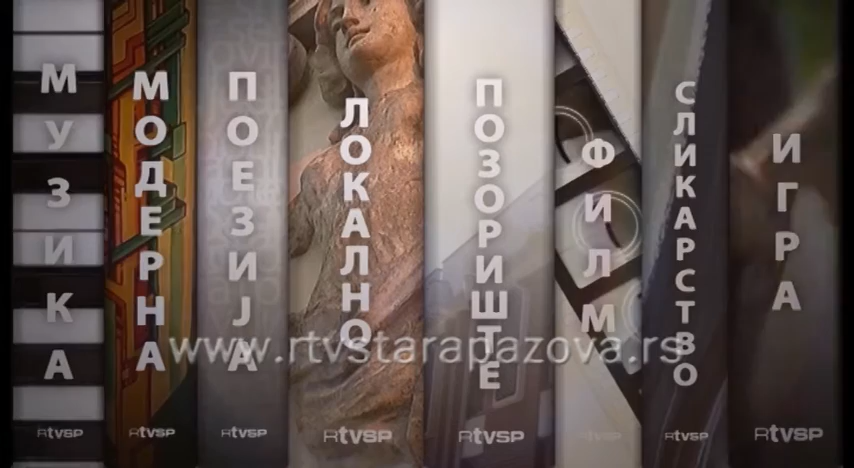 МУЗИКА
МОДЕРНА
ПОЕЗИЈА
ЛОКАЛНО
ПОЗОРИШТЕ
ФИЛМ
СЛИКАРСТВО
ИГРА
www.rtvstarapazova.rs
RTVSP
RTVSP
RTVSP
RTVSP
RTVSP
RTVSP
RTVSP
RTVSP